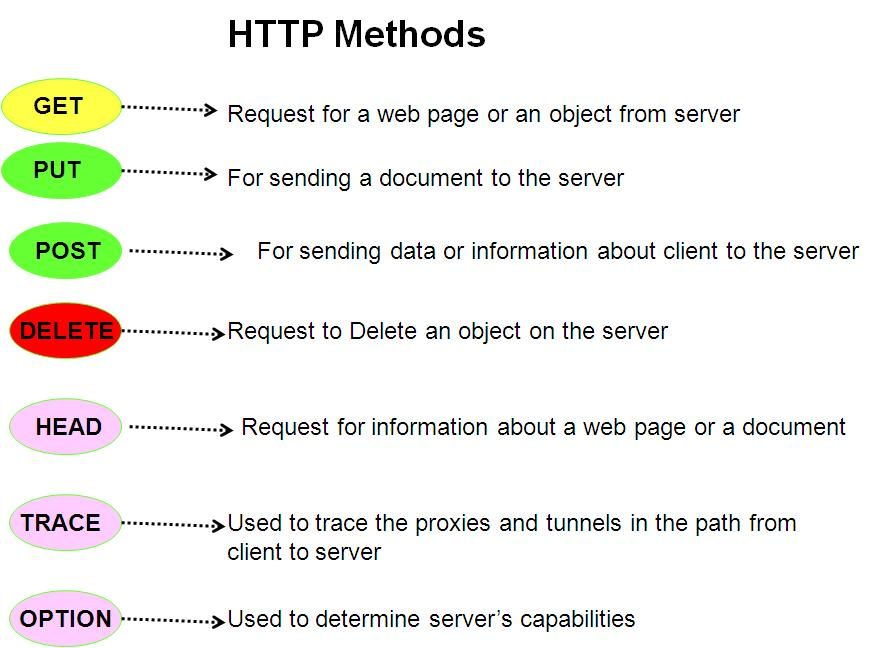 HTTP Methods
GET
Request for a web page or an object from server
PUT
For sending a document to the server
POST
For sending data or information about client to the server
DELETE
Request to Delete an object on the server
HEAD
Request for information about a web page or a document
TRACE
Used to trace the proxies and tunnels in the path from
client to server
OPTION
Used to determine server’s capabilities